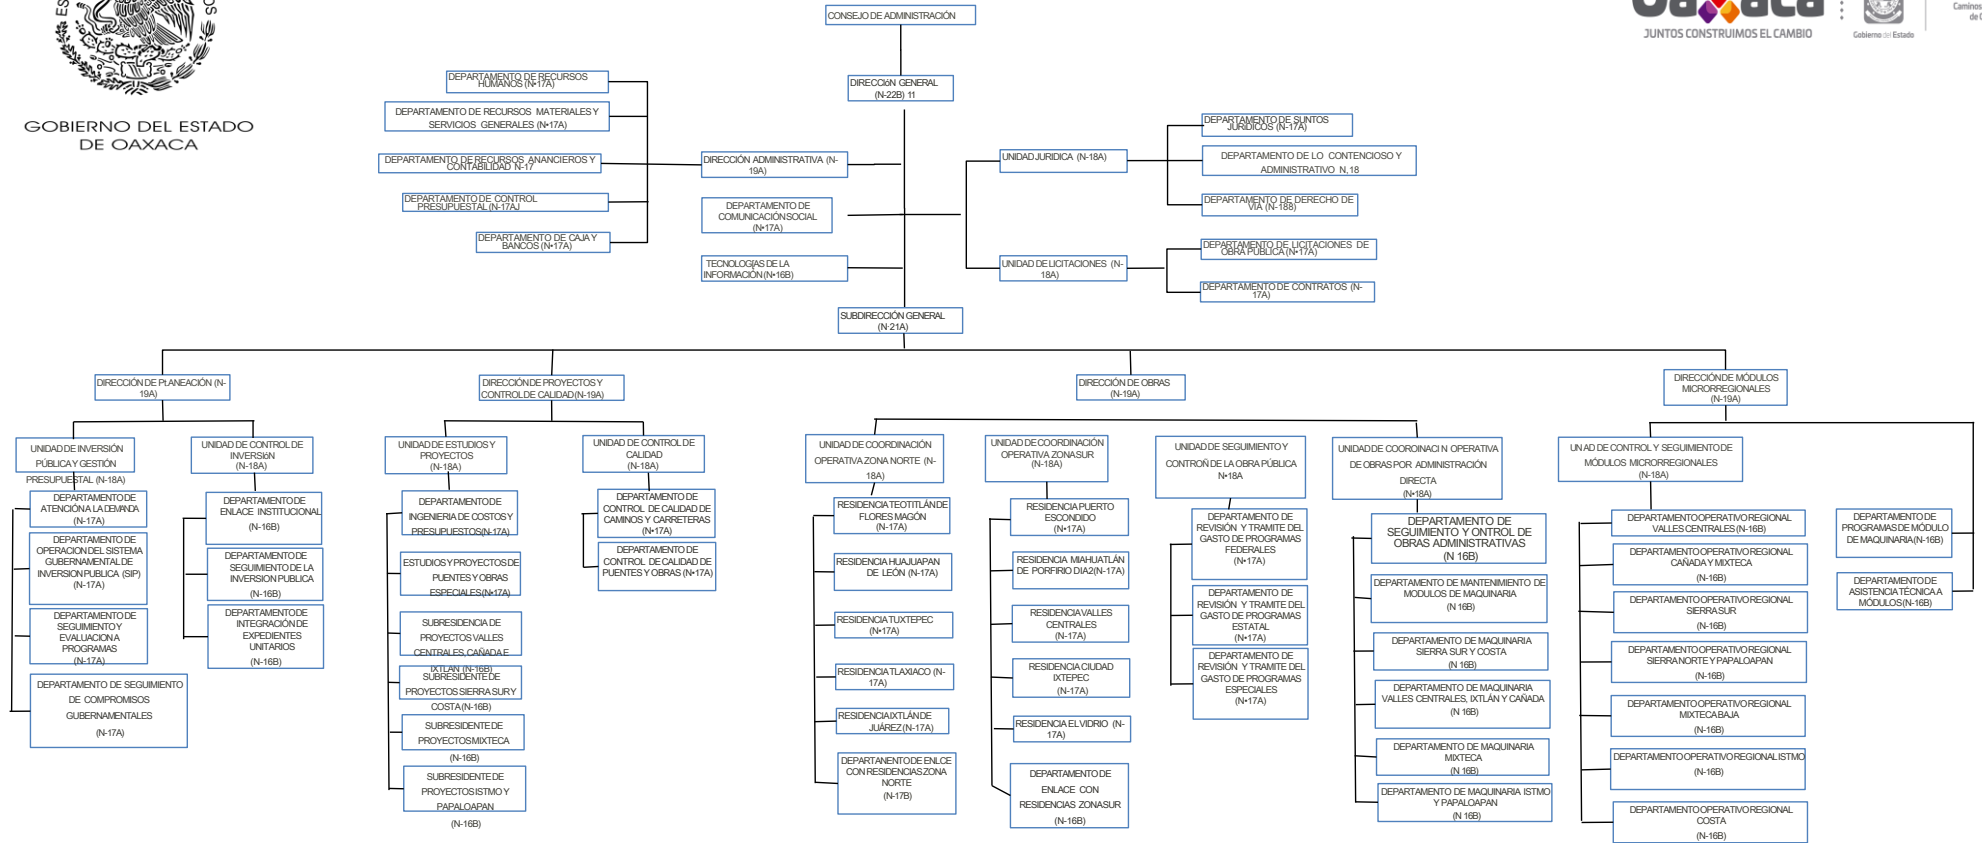 GOBIERNO DEL ESTADO
DE OAXACA
Oaxaca
JUNTOS CONSTRUIMOS EL CAMBIO
Gobierno del Estado
Caminos
CONSEJO DE ADMINISTRACIÓN
DIRECCIóN GENERAL
(N-22B) 11
DEPARTAMENTO DE RECURSOS
HUMANOS (N•17A)
DEPARTAMENTO DE RECURSOS MATERIALES Y
SERVICIOS GENERALES (N•17A)
DEPARTAMENTO DE RECURSOS ANANCIEROS Y
CONTABILIDAD N-17
DEPARTAMENTO DE CONTROL
PRESUPUESTAL (N-17AJ
DEPARTAMENTO DE CAJA Y
BANCOS (N•17A)
DIRECCIÓN ADMINISTRATIVA (N-
19A)
DEPARTAMENTO DE
COMUNICACIÓN SOCIAL
(N•17A)
TECNOLOGÍAS DE LA
INFORMACIÓN (N•16B)
UNIDAD JURIDICA (N-18A)
UNIDAD DE LICITACIONES (N-
18A)
DEPARTAMENTO DE SUNTOS
JURÍDICOS (N-17A)
DEPARTAMENTO DE LO CONTENCIOSO Y
ADMINISTRATIVO N,18
DEPARTAMENTO DE DERECHO DE
VÍA (N-188)
DEPARTAMENTO DE LICITACIONES DE
OBRA PÚBLICA (N•17A)
DEPARTAMENTO DE CONTRATOS (N-
17A)
SUBDIRECCIÓN GENERAL
(N·21A)
DIRECCIÓN DE PLANEACIÓN (N-
19A)
DIRECCIÓN DE PROYECTOS Y
CONTROL DE CALIDAD (N-19A)
DIRECCIÓN DE OBRAS
(N-19A)
DIRECCIÓN DE MÓDULOS
MICRORREGIONALES
(N-19A)
UNIDAD DE INVERSIÓN
PÚBLICA Y GESTIÓN
PRESUPUESTAL (N-18A)
DEPARTAMENTO DE
ATENCIÓN A LA DEMANDA
(N-17A)
DEPARTAMENTO DE
OPERACION DEL SISTEMA
GUBERNAMENTAL DE
INVERSION PUBLICA (SIP)
(N-17A)
DEPARTAMENTO DE
SEGUIMIENTO Y
EVALUACION A
PROGRAMAS
(N-17A)
DEPARTAMENTO DE SEGUIMIENTO
DE COMPROMISOS
GUBERNAMENTALES
(N-17A)
UNIDAD DE CONTROL DE
INVERSIóN
(N-18A)
DEPARTAMENTO DE
ENLACE INSTITUCIONAL
(N-16B)
DEPARTAMENTO DE
SEGUIMIENTO DE LA
INVERSION PUBLICA
(N-16B)
DEPARTAMENTO DE
INTEGRACIÓN DE
EXPEDIENTES
UNITARIOS
(N-16B)
UNIDAD DE ESTUDIOS Y
PROYECTOS
(N-18A)
DEPARTAMENTO DE
INGENIERIA DE COSTOS Y
PRESUPUESTOS(N-17A)
ESTUDIOS Y PROYECTOS DE
PUENTES Y OBRAS
ESPECIALES(N•17A)
SUBRESIDENCIA DE
PROYECTOS VALLES
CENTRALES, CAÑADA E
IXTLÁN (N-16B)
SUBRESIDENTE DE
PROYECTOS SIERRA SUR Y
COSTA (N-16B)
SUBRESIDENTE DE
PROYECTOS MIXTECA
(N-16B)
SUBRESIDENTE DE
PROYECTOS ISTMO Y
PAPALOAPAN
(N-16B)
UNIDAD DE CONTROL DE
CALIDAD
(N-18A)
DEPARTAMENTO DE
CONTROL DE CALIDAD DE
CAMINOS Y CARRETERAS
(N•17A)
DEPARTAMENTO DE
CONTROL DE CALIDAD DE
PUENTES Y OBRAS (N•17A)
UNIDAD DE COORDINACIÓN
OPERATIVA ZONA NORTE (N-
18A)
RESIDENCIA TEOTITLÁN DE
FLORES MAGÓN
(N-17A)
RESIDENCIA HUAJUAPAN
DE LEÓN (N-17A)
RESIDENCIA TUXTEPEC
(N•17A)
RESIDENCIA TLAXIACO (N-
17A)
RESIDENCIA IXTLÁN DE
JUÁREZ (N-17A)
DEPARTANENTO DE ENLCE
CON RESIDENCIAS ZONA
NORTE
(N-17B)
UNIDAD DE COORDINACIÓN
OPERATIVA ZONA SUR
(N-18A)
RESIDENCIA PUERTO
ESCONDIDO
(N•17A)
RESIDENCIA MIAHUATLÁN
DE PORFIRIO DIA2(N-17A)
RESIDENCIA VALLES
CENTRALES
(N-17A)
RESIDENCIA CIUDAD
IXTEPEC
(N-17A)
RESIDENCIA EL VIDRIO (N-
17A)
DEPARTAMENTO DE
ENLACE CON
RESIDENCIAS ZONA SUR
(N-16B)
UNIDAD DE SEGUIMIENTO Y
CONTROÑ DE LA OBRA PÚBLICA
N•18A
DEPARTAMENTO DE
REVISIÓN Y TRAMITE DEL
GASTO DE PROGRAMAS
FEDERALES
(N•17A)
DEPARTAMENTO DE
REVISIÓN Y TRAMITE DEL
GASTO DE PROGRAMAS
ESTATAL
(N•17A)
DEPARTAMENTO DE
REVISIÓN Y TRAMITE DEL
GASTO DE PROGRAMAS
ESPECIALES
(N•17A)
UNIDAD DE COOROINACI N OPERATIVA
DE OBRAS POR ADMINISTRACIÓN
DIRECTA
(N•18A)
DEPARTAMENTO DE
SEGUIMIENTO Y ONTROL DE
OBRAS ADMINISTRATIVAS
(N 16B)
DEPARTAMENTO DE MANTENIMIENTO DE
MODULOS DE MAQUINARIA
(N 16B)
DEPARTAMENTO DE MAQUINARIA
SIERRA SUR Y COSTA
(N 16B)
DEPARTAMENTO DE MAQUINARIA
VALLES CENTRALES, IXTLÁN Y CAÑADA
(N 16B)
DEPARTAMENTO DE MAQUINARIA
MIXTECA
(N 16B)
DEPARTAMENTO DE MAQUINARIA ISTMO
Y PAPALOAPAN
(N 16B)
UN AD DE CONTROL Y SEGUIMIENTO DE
MÓDULOS MICRORREGIONALES
(N-18A)
DEPARTAMENTO OPERATIVO REGIONAL
VALLES CENTRALES (N-16B)
DEPARTAMENTO OPERATIVO REGIONAL
CAÑADA Y MIXTECA
(N-16B)
DEPARTAMENTO OPERATIVO REGIONAL
SIERRA SUR
(N-16B)
DEPARTAMENTO OPERATIVO REGIONAL
SIERRA NORTE Y PAPALOAPAN
(N-16B)
DEPARTAMENTO OPERATIVO REGIONAL
MIXTECA BAJA
(N-16B)
DEPARTAMENTO OPERATIVO REGIONAL ISTMO
(N-16B)
DEPARTAMENTO OPERATIVO REGIONAL
COSTA
(N-16B)
DEPARTAMENTO DE
PROGRAMAS DE MÓDULO
DE MAQUINARIA (N-16B)
DEPARTAMENTO DE
ASISTENCIA TÉCNICA A
MÓDULOS (N-16B)